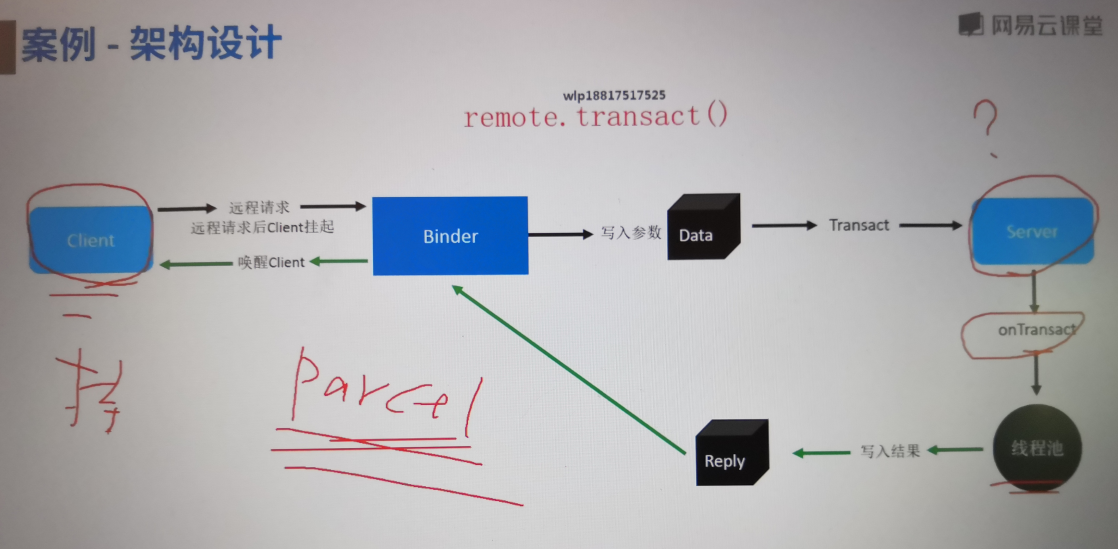 案例 - 架构设计
网易云课堂
wlp18817517525
remote.transact()
?
Client
远程请求
远程请求后Client挂起
唤醒Client
Binder
写入参数
Data
Transact
Server
onTransact
线程池
写入结果
Reply
parcel